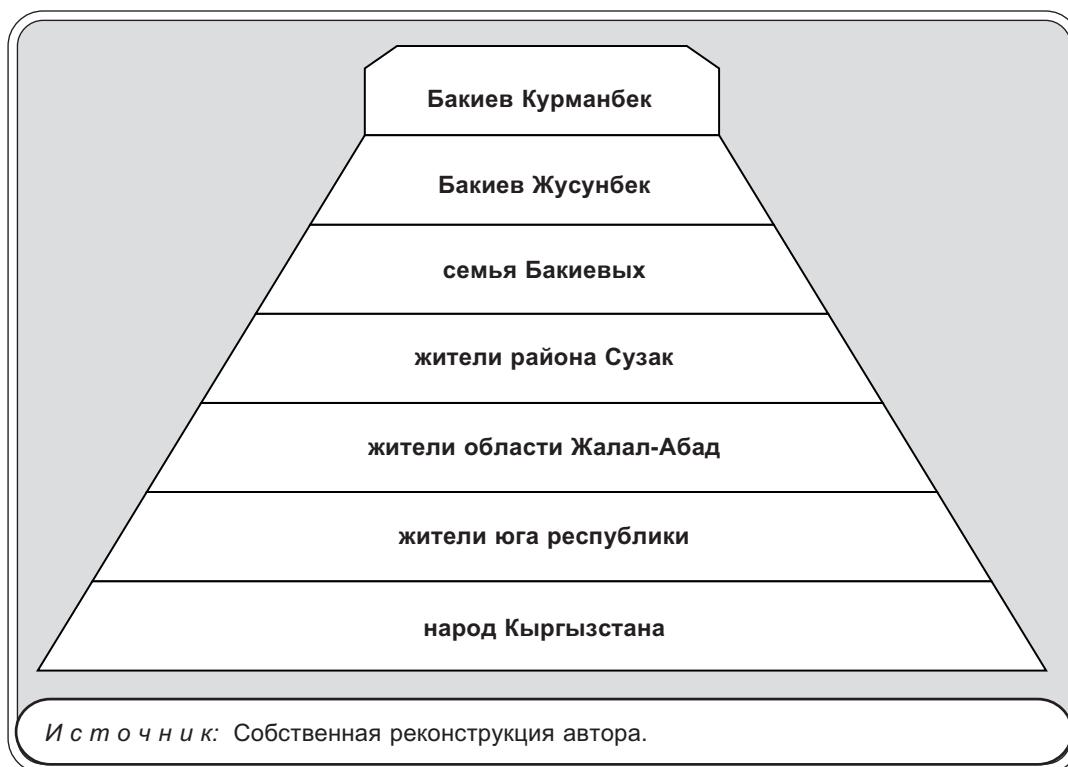 Бакиев Курманбек
Бакиев Жусунбек
семья Бакиевых
жители района Сузак
жители области Жалал-Абад
жители юга республики
народ Кыргызстана
Источник: Собственная реконструкция автора.